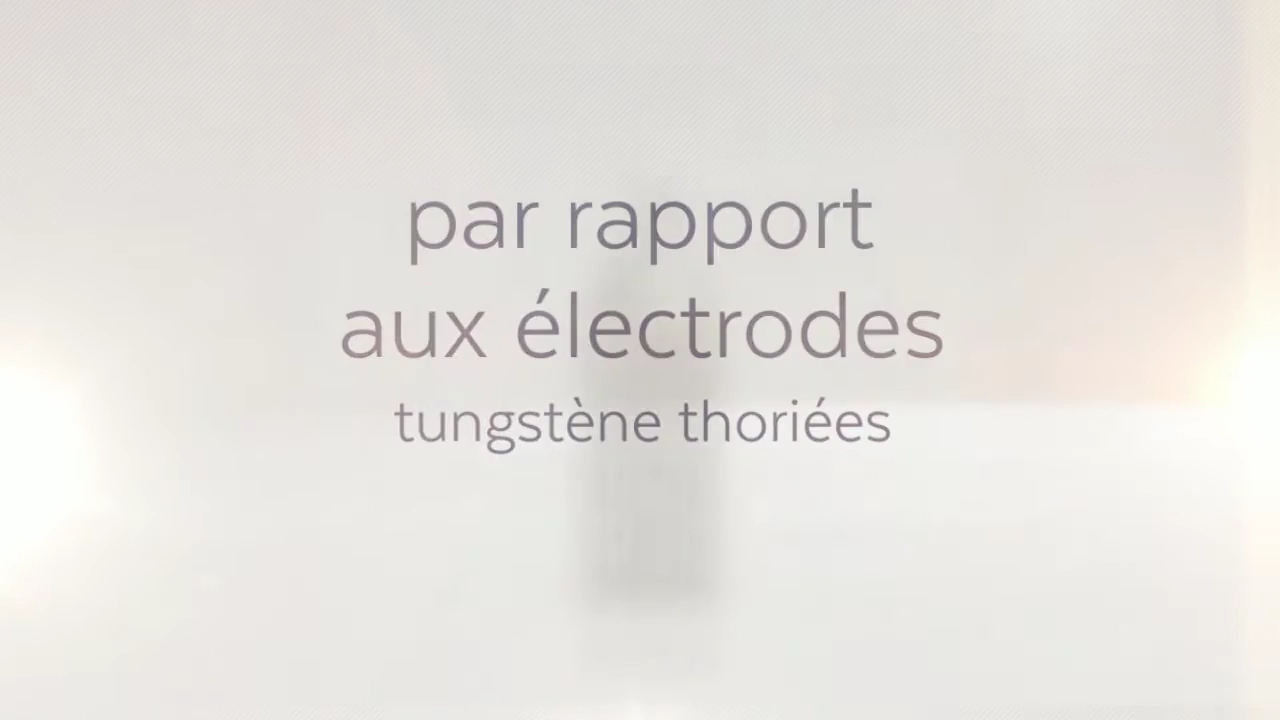 par rapport
aux électrodes
tungstène thoriées